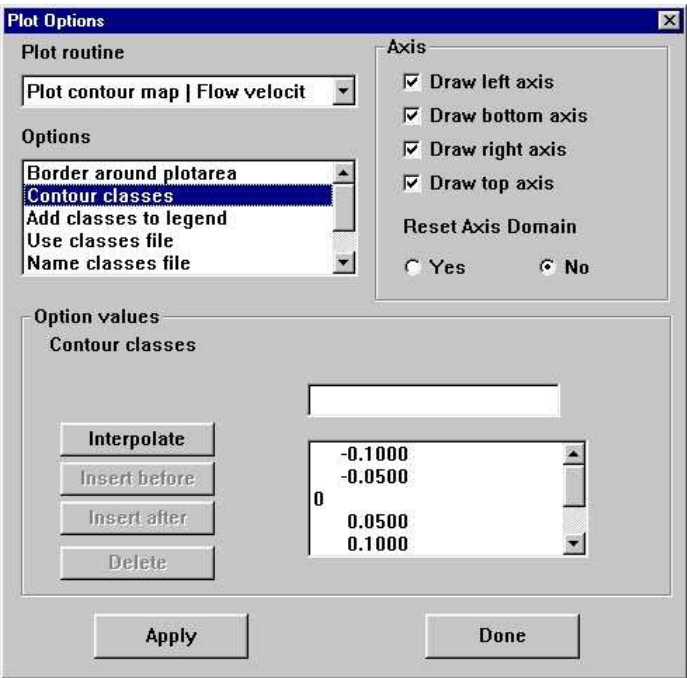 Plot Options
Plot routine
Plot contour map | Flow velocit
Options
Border around plotarea
Contour classes
Add classes to legend
Use classes file
Name classes file
Axis
Draw left axis
Draw bottom axis
Draw right axis
Draw top axis
Reset Axis Domain
Yes No
Option values
Contour classes
Interpolate
Insert before
Insert after
Delete
-0.1000
-0.0500
0
0.0500
0.1000
Apply Done